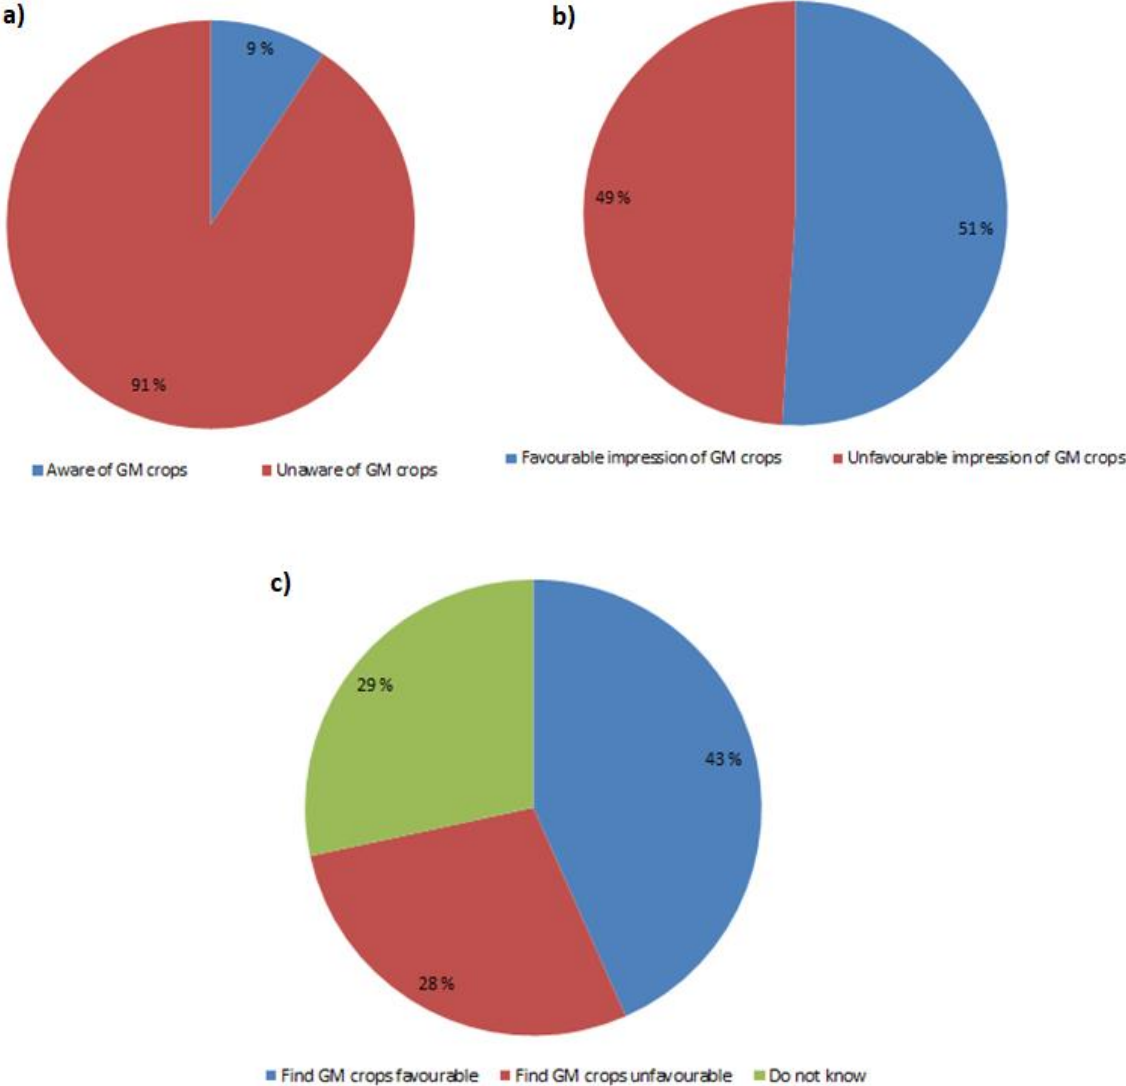 a)
9 %
91 %
Aware of GM crops
Unaware of GM crops
b)
49 %
51 %
Favourable impression of GM crops
Unfavourable impression of GM crops
c)
29 %
43 %
28 %
Find GM crops favourable
Find GM crops unfavourable
Do not know